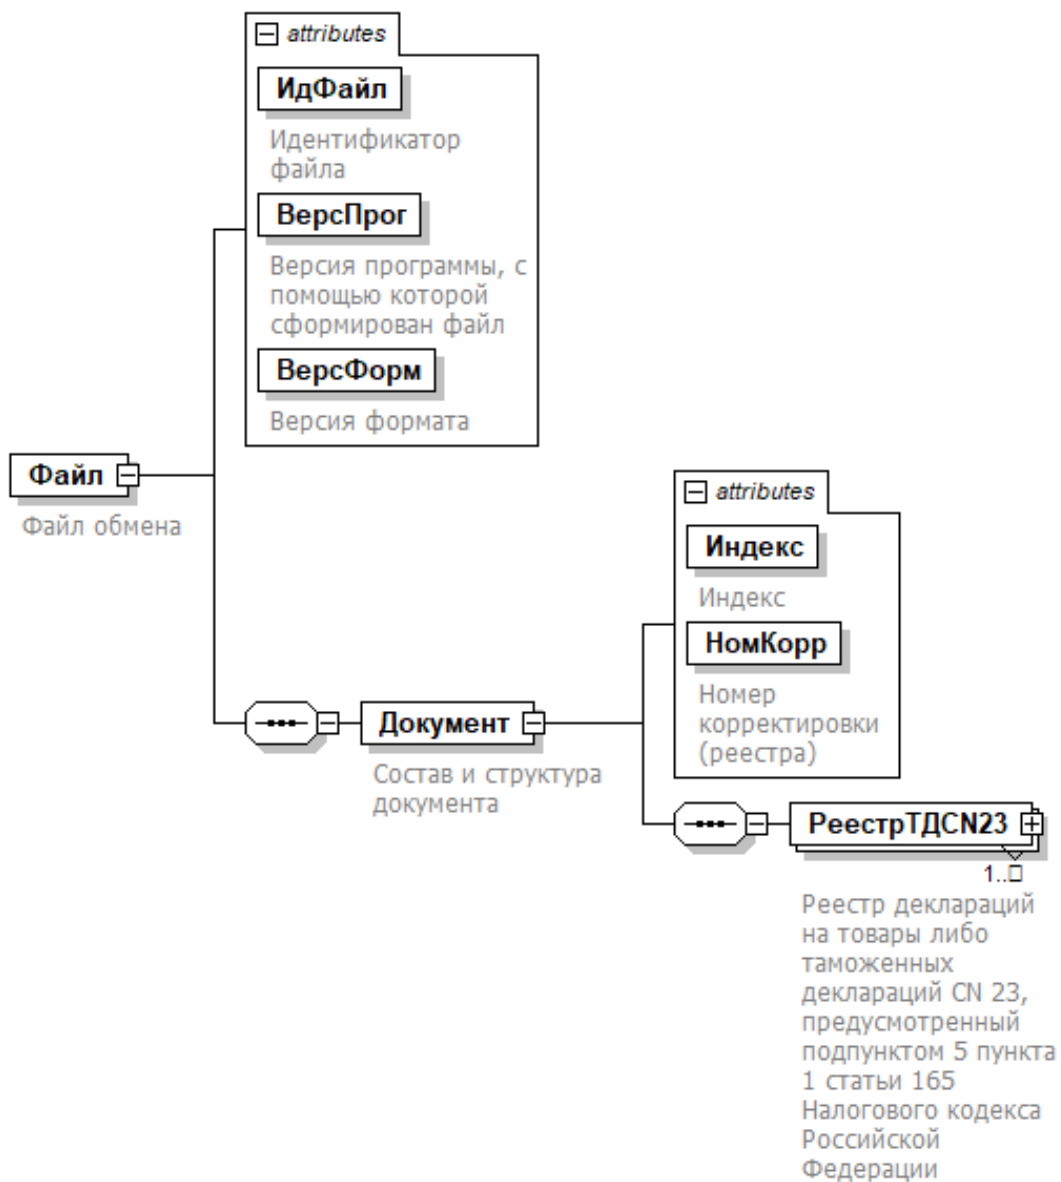 attributes
ИдФайл
Идентификатор
файла
ВерсПрог
Версия программы, с
помощью которой
сформирован файл
ВерсФорм
Версия формата
Файл
Файл обмена
Документ
Состав и структура
документа
attributes
Индекс
Индекс
НомКорр
Номер
корректировки
(реестра)
РеестрТДCN23
1..□
Реестр деклараций
на товары либо
таможенных
деклараций CN 23,
предусмотренный
подпунктом 5 пункта
1 статьи 165
Налогового кодекса
Российской
Федерации